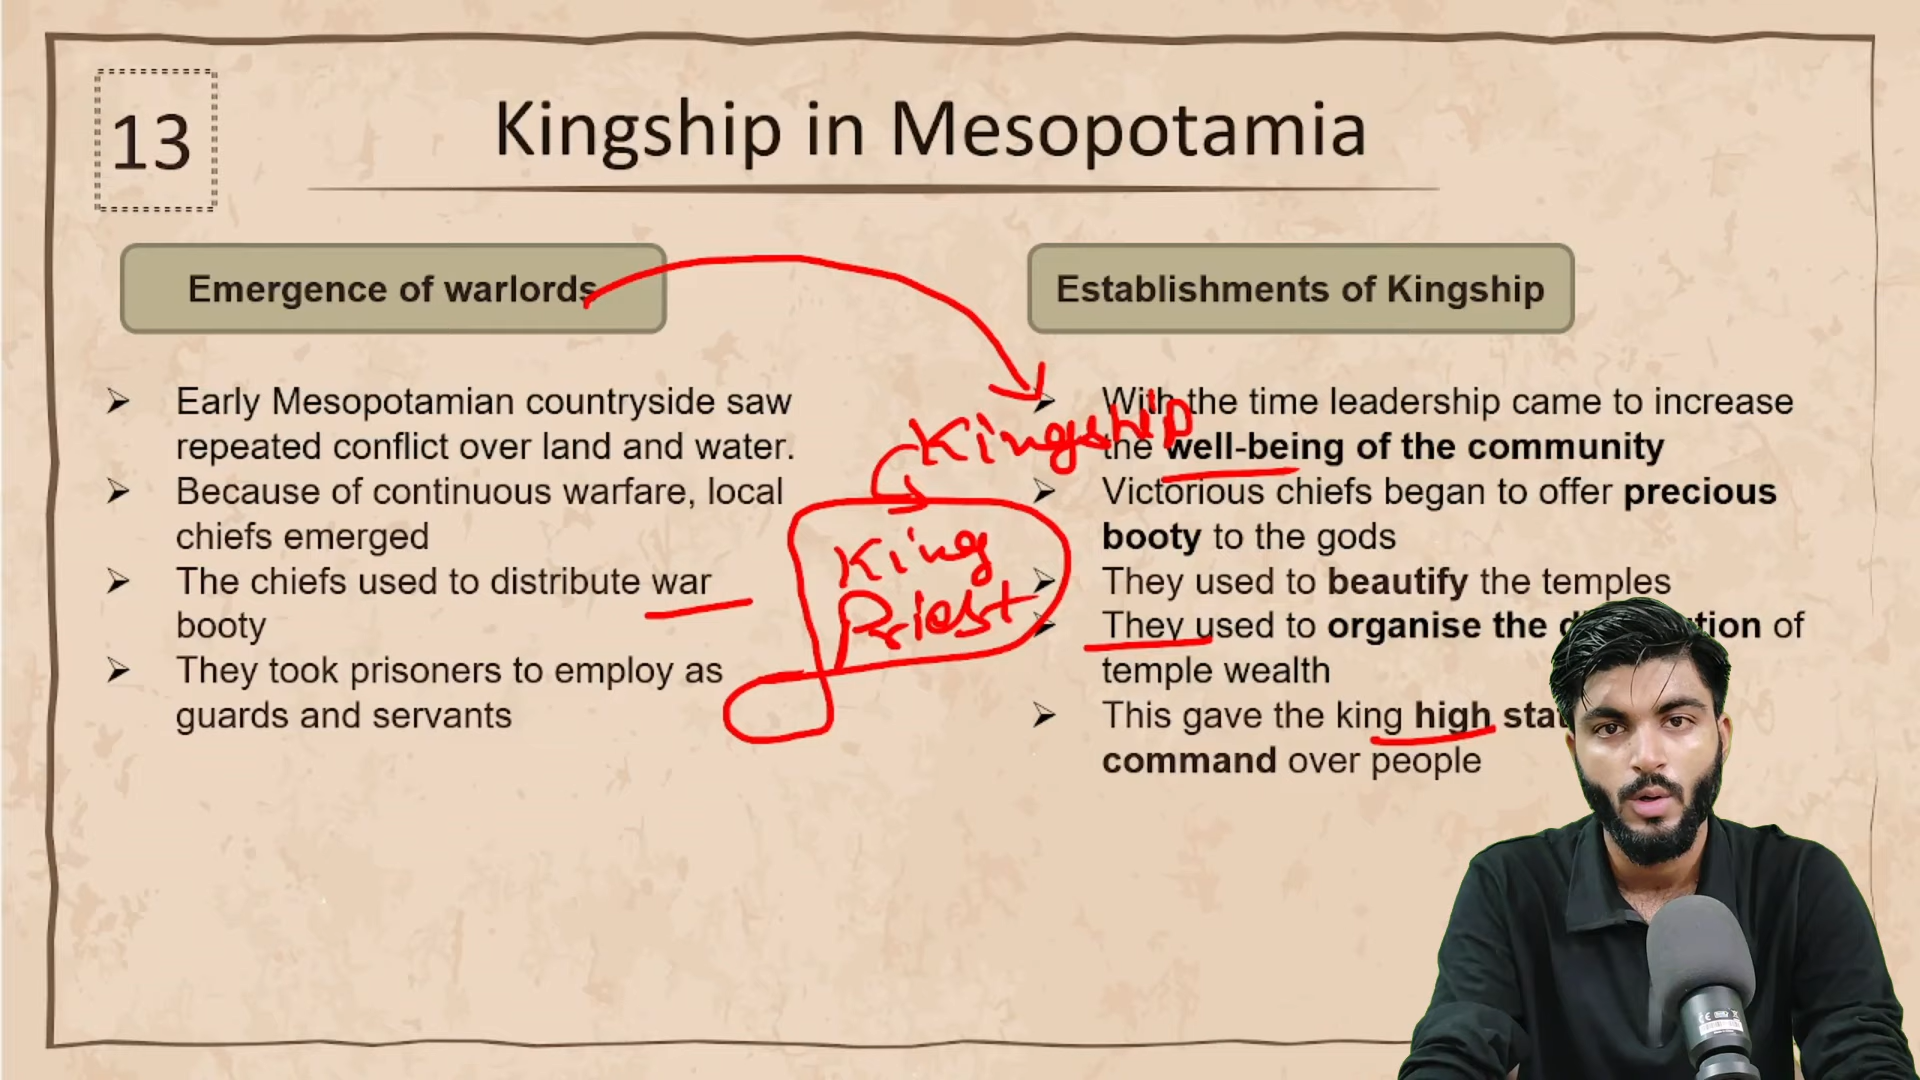 13
Kingship in Mesopotamia
Emergence of warlords
Early Mesopotamian countryside saw
repeated conflict over land and water.
Because of continuous warfare, local
chiefs emerged
The chiefs used to distribute war
booty
They took prisoners to employ as
guards and servants
Kingship
King
Priest
Establishments of Kingship
With the time leadership came to increase
the well-being of the community
Victorious chiefs began to offer precious
booty to the gods
They used to beautify the temples
They used to organise the of
temple wealth
This gave the king high
command over people